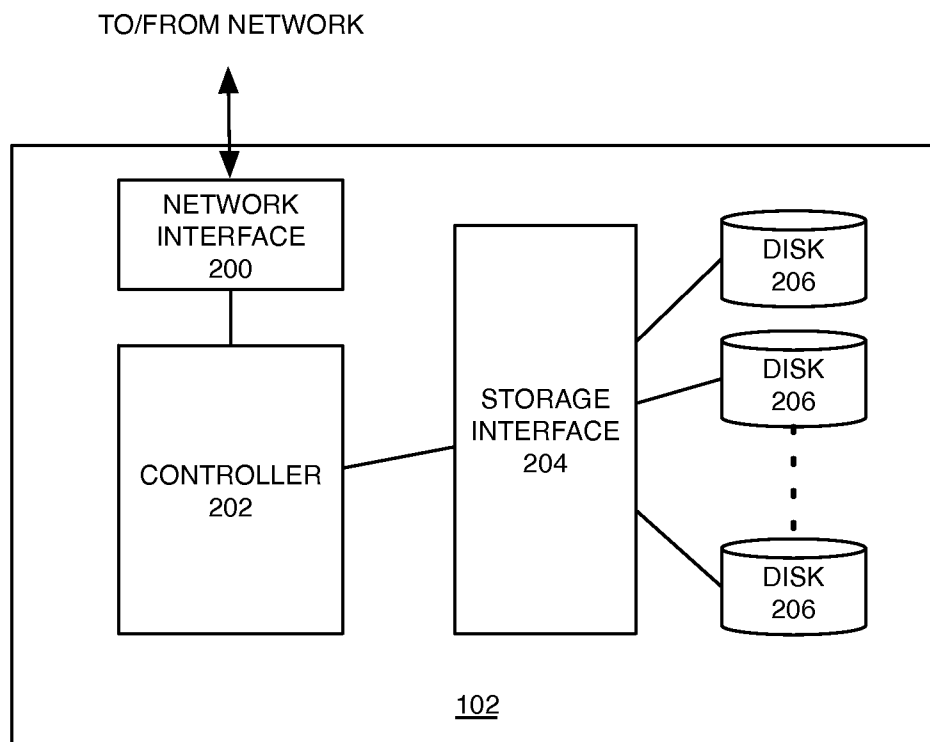 TO/FROM NETWORK
NETWORK
INTERFACE
200
CONTROLLER
202
STORAGE
INTERFACE
204
DISK
206
DISK
206
DISK
206
102